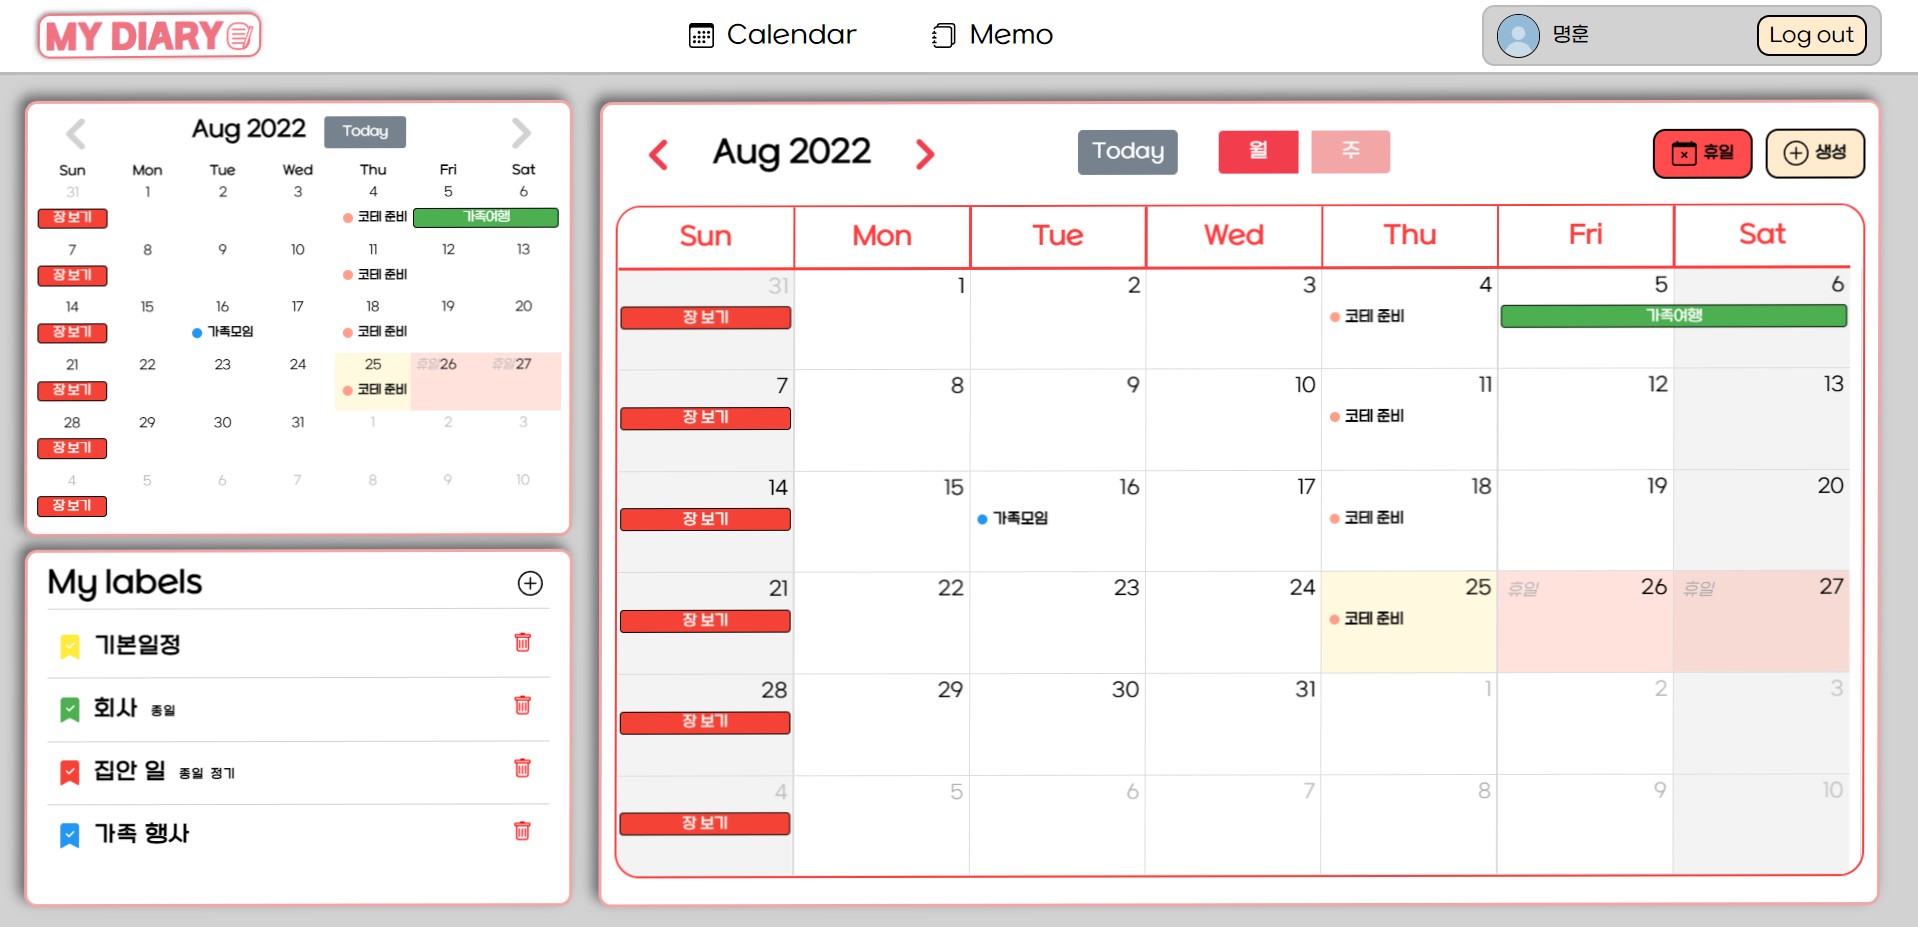 MY DIARY
Calendar
Memo
명훈
Log out
Aug 2022
Today
Sun Mon Tue Wed Thu Fri Sat
31 1 2 3 4 5 6
장보기 코테 준비 가족여행
7 8 9 10 11 12 13
장보기 코테 준비
14 15 16 17 18 19 20
장보기 가족모임 코테 준비
21 22 23 24 25 휴일26 휴일27
장보기 코테 준비
28 29 30 31 1 2 3
장보기
4 5 6 7 8 9 10
장보기
My labels
기본일정
회사 종일
집안 일 종일 정기
가족 행사
Aug 2022
Today
월
주
휴일
생성
Sun Mon Tue Wed Thu Fri Sat
31 1 2 3 4 5 6
장 보기 코테 준비 가족여행
7 8 9 10 11 12 13
장 보기 코테 준비
14 15 16 17 18 19 20
장 보기 가족모임 코테 준비
21 22 23 24 25 휴일 26 휴일 27
장 보기 코테 준비
28 29 30 31 1 2 3
장 보기
4 5 6 7 8 9 10
장 보기